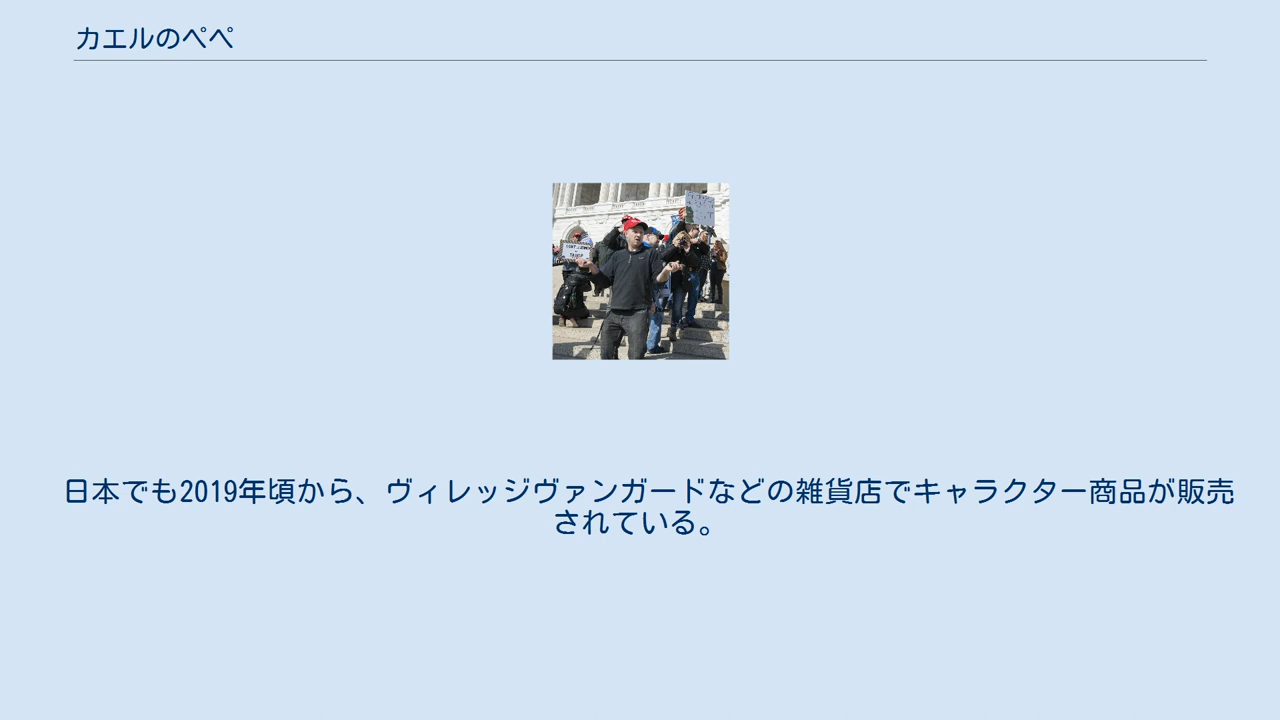 カエルのペペ
日本でも2019年頃から、ヴィレッジヴァンガードなどの雑貨店でキャラクター商品が販売
されている。